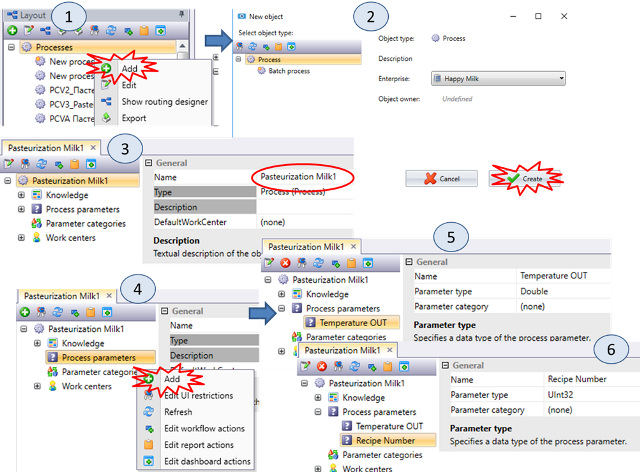 Layout
1
Processes
New proce
New proce
PCV2_Пасте
PCV3_Paste
PCVA Пастер
Add
Edit
Show routing designer
Export
New object
2
Select object type:
Process
Batch process
Object type:
Process
Description
Enterprise:
Happy Milk
Object owner:
Undefined
Cancel
Create
Pasteurization Milk1
3
Pasteurization Milk1
Knowledge
Process parameters
Parameter categories
Work centers
General
Name
Pasteurization Milk1
Type
Process (Process)
Description
DefaultWorkCenter
(none)
Description
Textual description of the obj
Pasteurization Milk1
4
Pasteurization Milk1
Knowledge
Process parameters
Parameter categ
Work centers
General
Name
Type
Description
Add
Edit UI restrictions
Refresh
Edit workflow actions
Edit report actions
Edit dashboard actions
Pasteurization Milk1
5
Pasteurization Milk1
Knowledge
Process parameters
Temperature OUT
Parameter categories
General
Name
Temperature OUT
Parameter type
Double
Parameter category
(none)
Parameter type
Specifies a data type of the process parameter.
Pasteurization Milk1
6
Pasteurization Milk1
Knowledge
Process parameters
Temperature OUT
Recipe Number
Parameter categories
Work centers
General
Name
Recipe Number
Parameter type
UInt32
Parameter category
(none)
Parameter type
Specifies a data type of the process parameter.